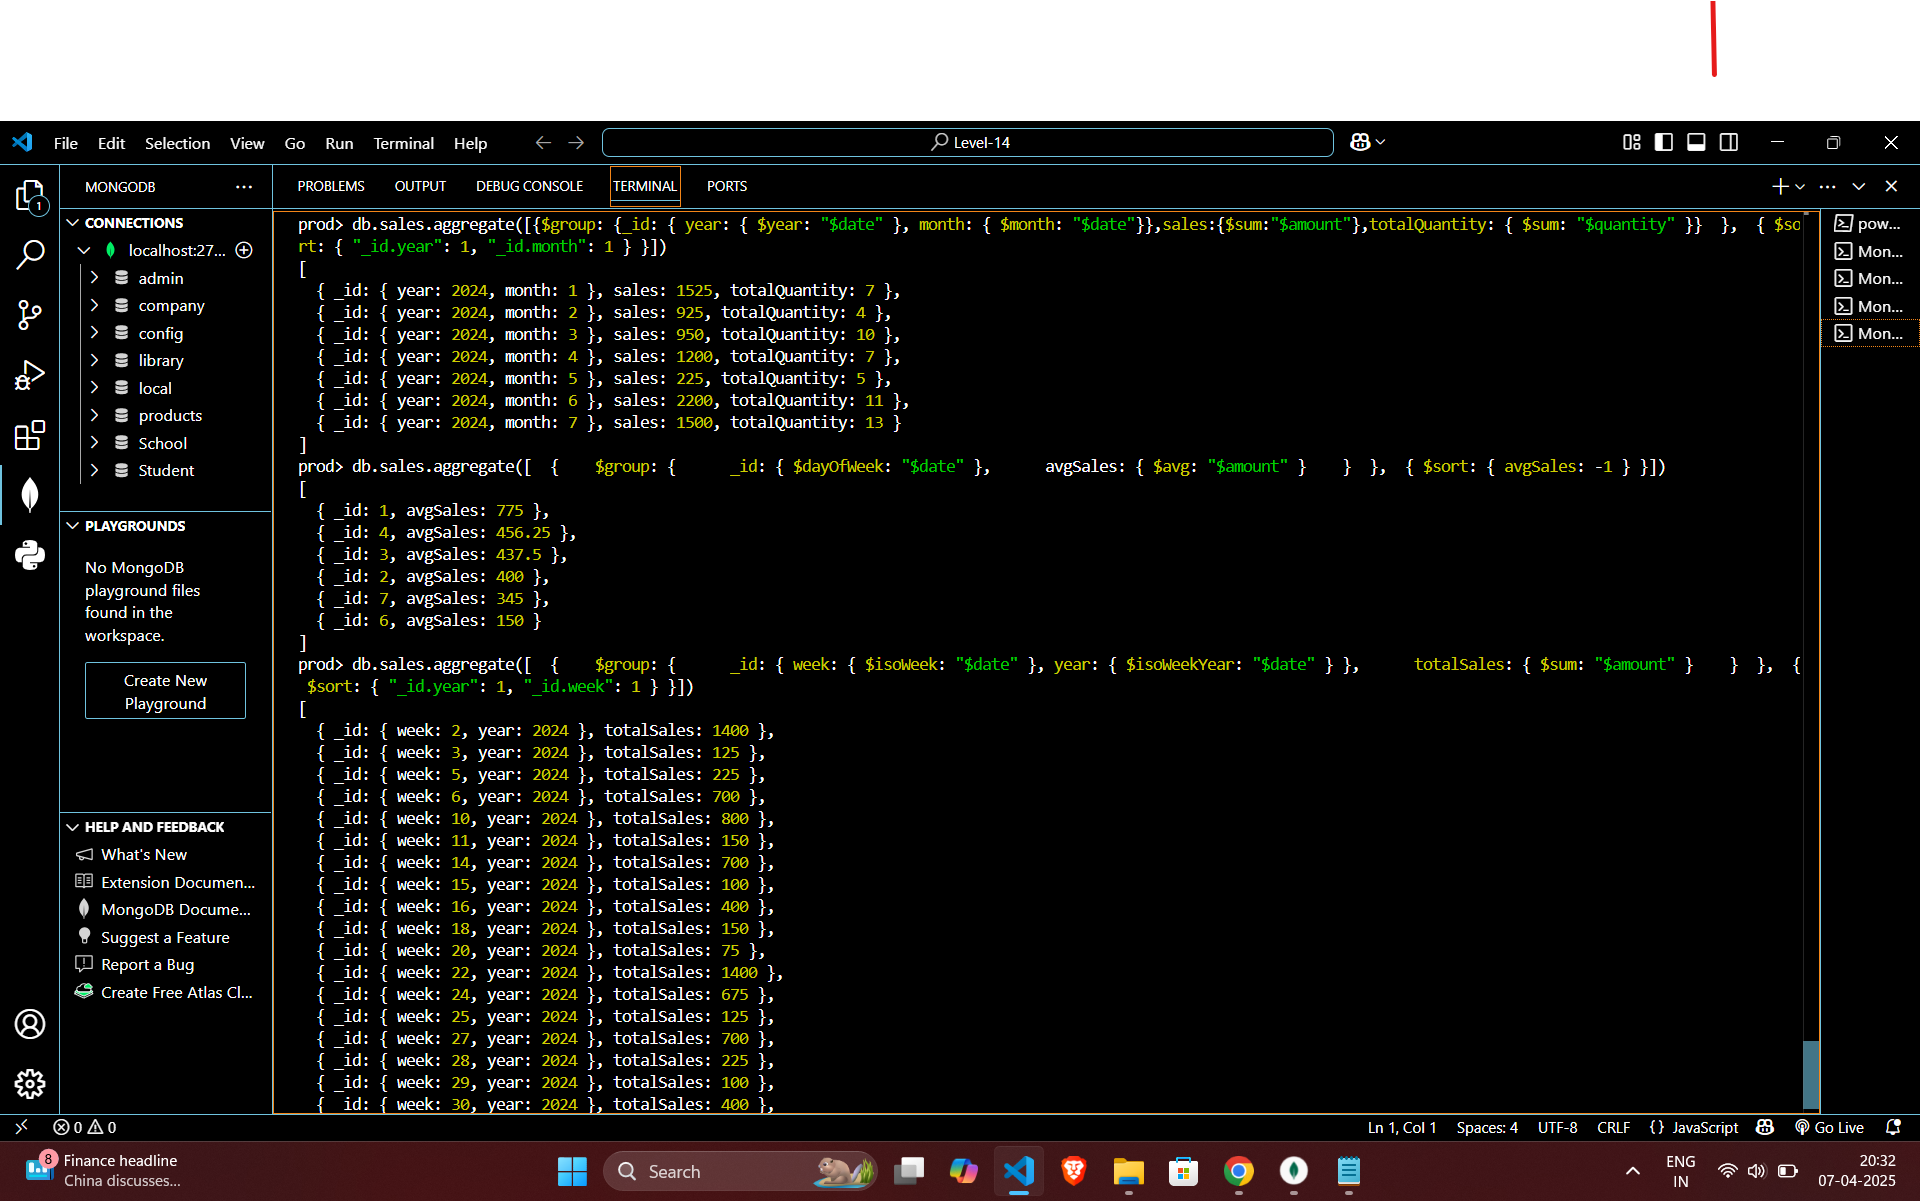 File Edit Selection View Go Run Terminal Help
Level-14
MONGODB
PROBLEMS OUTPUT DEBUG CONSOLE TERMINAL PORTS
1
CONNECTIONS
localhost:27...
admin
company
config
library
local
products
School
Student
PLAYGROUNDS
No MongoDB
playground files
found in the
workspace.
Create New
Playground
HELP AND FEEDBACK
What's New
Extension Documen...
MongoDB Docume...
Suggest a Feature
Report a Bug
Create Free Atlas Cl...
prod> db.sales.aggregate([{$group: {_id: { year: { $year: "$date" }, month: { $month: "$date"}},sales:{$sum:"$amount"},totalQuantity: { $sum: "$quantity" }}  },  { $so
rt: { "_id.year": 1, "_id.month": 1 } }])
[
  { _id: { year: 2024, month: 1 }, sales: 1525, totalQuantity: 7 },
  { _id: { year: 2024, month: 2 }, sales: 925, totalQuantity: 4 },
  { _id: { year: 2024, month: 3 }, sales: 950, totalQuantity: 10 },
  { _id: { year: 2024, month: 4 }, sales: 1200, totalQuantity: 7 },
  { _id: { year: 2024, month: 5 }, sales: 225, totalQuantity: 5 },
  { _id: { year: 2024, month: 6 }, sales: 2200, totalQuantity: 11 },
  { _id: { year: 2024, month: 7 }, sales: 1500, totalQuantity: 13 }
]
prod> db.sales.aggregate([  {    $group: {      _id: { $dayOfWeek: "$date" },      avgSales: { $avg: "$amount" }    }  },  { $sort: { avgSales: -1 } }])
[
  { _id: 1, avgSales: 775 },
  { _id: 4, avgSales: 456.25 },
  { _id: 3, avgSales: 437.5 },
  { _id: 2, avgSales: 400 },
  { _id: 7, avgSales: 345 },
  { _id: 6, avgSales: 150 }
]
prod> db.sales.aggregate([  {    $group: {      _id: { week: { $isoWeek: "$date" }, year: { $isoWeekYear: "$date" } },      totalSales: { $sum: "$amount" }    }  },  {
 $sort: { "_id.year": 1, "_id.week": 1 } }])
[
  { _id: { week: 2, year: 2024 }, totalSales: 1400 },
  { _id: { week: 3, year: 2024 }, totalSales: 125 },
  { _id: { week: 5, year: 2024 }, totalSales: 225 },
  { _id: { week: 6, year: 2024 }, totalSales: 700 },
  { _id: { week: 10, year: 2024 }, totalSales: 800 },
  { _id: { week: 11, year: 2024 }, totalSales: 150 },
  { _id: { week: 14, year: 2024 }, totalSales: 700 },
  { _id: { week: 15, year: 2024 }, totalSales: 100 },
  { _id: { week: 16, year: 2024 }, totalSales: 400 },
  { _id: { week: 18, year: 2024 }, totalSales: 150 },
  { _id: { week: 20, year: 2024 }, totalSales: 75 },
  { _id: { week: 22, year: 2024 }, totalSales: 1400 },
  { _id: { week: 24, year: 2024 }, totalSales: 675 },
  { _id: { week: 25, year: 2024 }, totalSales: 125 },
  { _id: { week: 27, year: 2024 }, totalSales: 700 },
  { _id: { week: 28, year: 2024 }, totalSales: 225 },
  { _id: { week: 29, year: 2024 }, totalSales: 100 },
  { _id: { week: 30, year: 2024 }, totalSales: 400 },
pow...
Mon...
Mon...
Mon...
Mon...
0 0
Ln 1, Col 1 Spaces: 4 UTF-8 CRLF {} JavaScript Go Live
8
Finance headline
China discusses...
Search
ENG
IN
20:32
07-04-2025